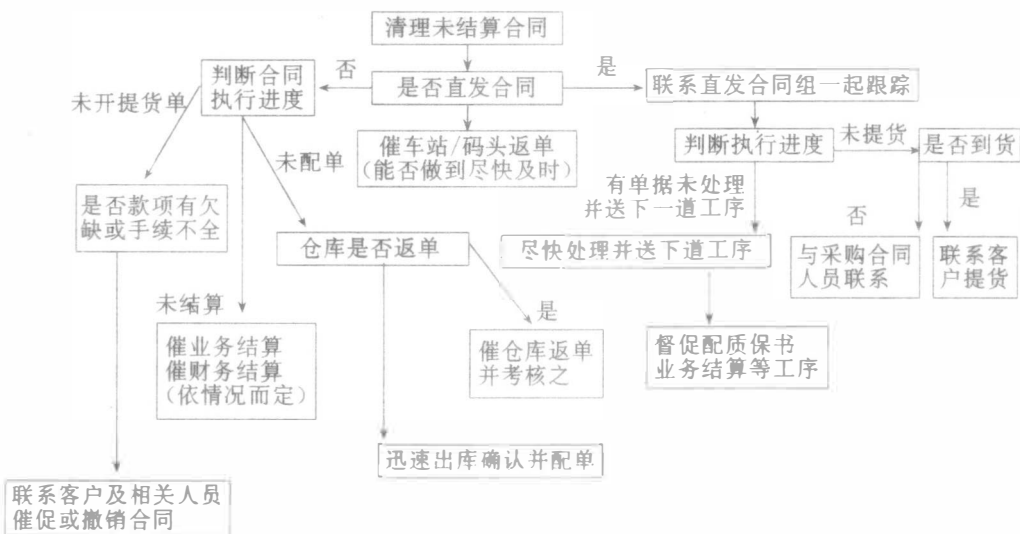 清理未结算合同
否
是
判断合同
执行进度
是否直发合同
联系直发合同组一起跟踪
未开提货单
催车站/码头返单
(能否做到尽快及时)
判断执行进度
未提货
是否到货
未配单
有单据未处理
并送下一道工序
是
是否款项有欠
缺或手续不全
仓库是否返单
尽快处理并送下道工序
否
与采购合同
人员联系
联系客
户提货
未结算
是
催业务结算
催财务结算
(依情况而定)
催仓库返单
并考核之
督促配质保书
业务结算等工序
迅速出库确认并配单
联系客户及相关人员
催促或撤销合同